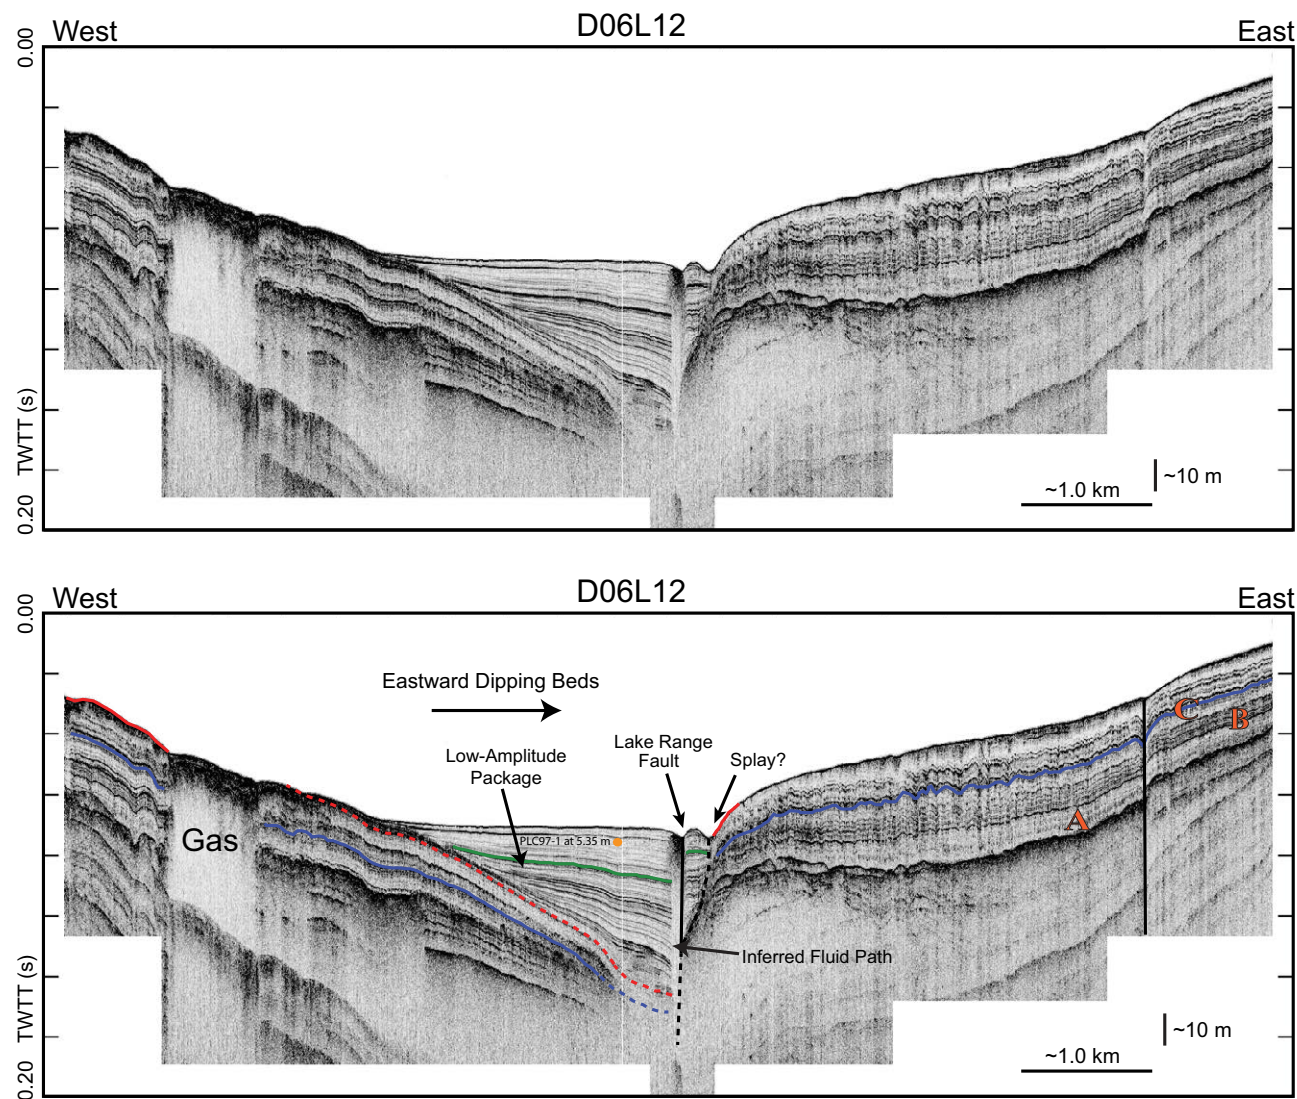 D06L12
West
East
0.00
TWTT (s)
0.20
~1.0 km
~10 m
D06L12
West
East
0.00
Eastward Dipping Beds
Low-Amplitude
Package
Lake Range
Fault
Splay?
C
B
A
PLC97-1 at 5.35 m
Gas
Inferred Fluid Path
TWTT (s)
0.20
~1.0 km
~10 m